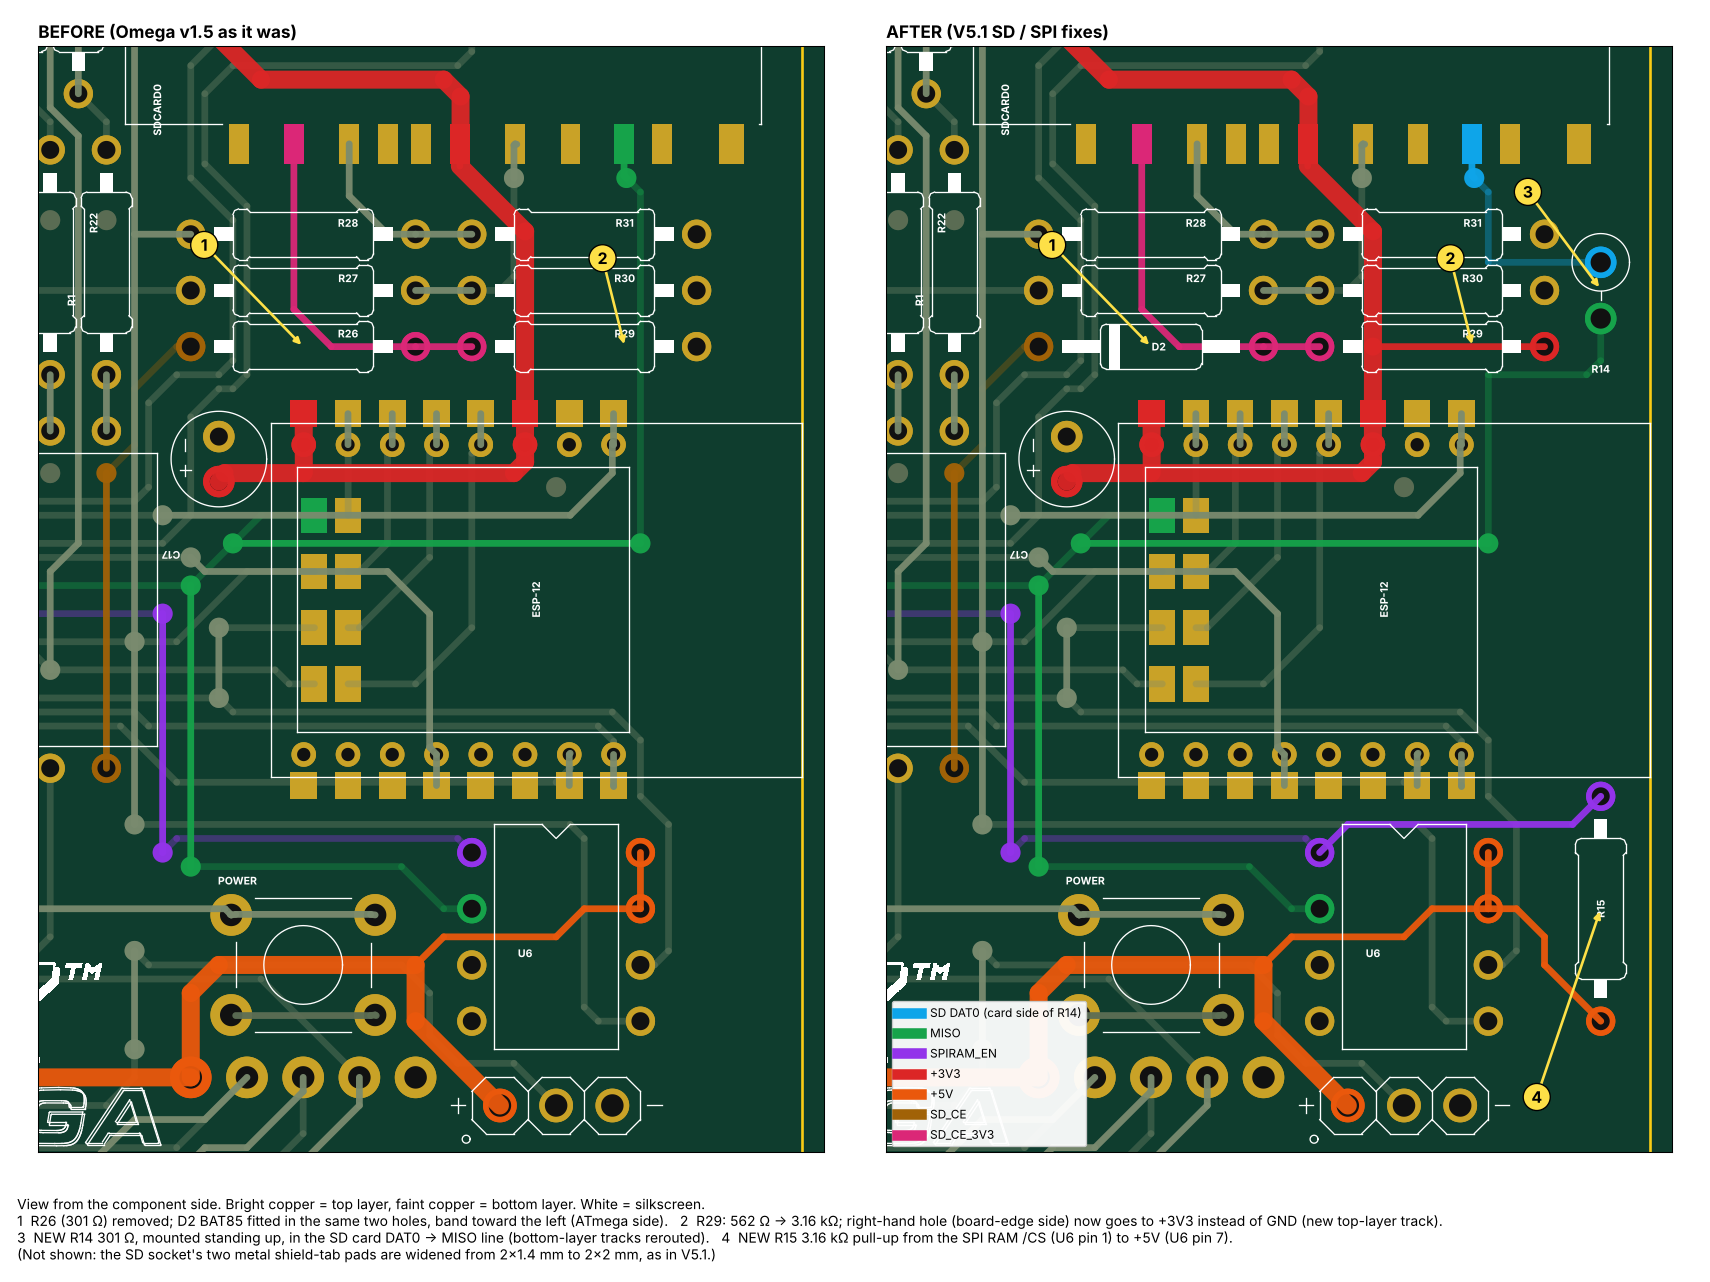 BEFORE (Omega v1.5 as it was)
SDCARD0
R22
R1
R28
R31
1
2
R27
R30
R26
R29
C17
ESP-12
POWER
U6
TM
GA
AFTER (V5.1 SD / SPI fixes)
SDCARD0
3
R22
R1
R28
R31
1
2
R27
R30
D2
R29
R14
C17
ESP-12
POWER
R15
U6
TM
SD DAT0 (card side of R14)
MISO
SPIRAM_EN
+3V3
+5V
SD_CE
SD_CE_3V3
4
View from the component side. Bright copper = top layer, faint copper = bottom layer. White = silkscreen.
1 R26 (301 Ω) removed; D2 BAT85 fitted in the same two holes, band toward the left (ATmega side). 2 R29: 562 Ω → 3.16 kΩ; right-hand hole (board-edge side) now goes to +3V3 instead of GND (new top-layer track).
3 NEW R14 301 Ω, mounted standing up, in the SD card DAT0 → MISO line (bottom-layer tracks rerouted). 4 NEW R15 3.16 kΩ pull-up from the SPI RAM /CS (U6 pin 1) to +5V (U6 pin 7).
(Not shown: the SD socket's two metal shield-tab pads are widened from 2×1.4 mm to 2×2 mm, as in V5.1.)